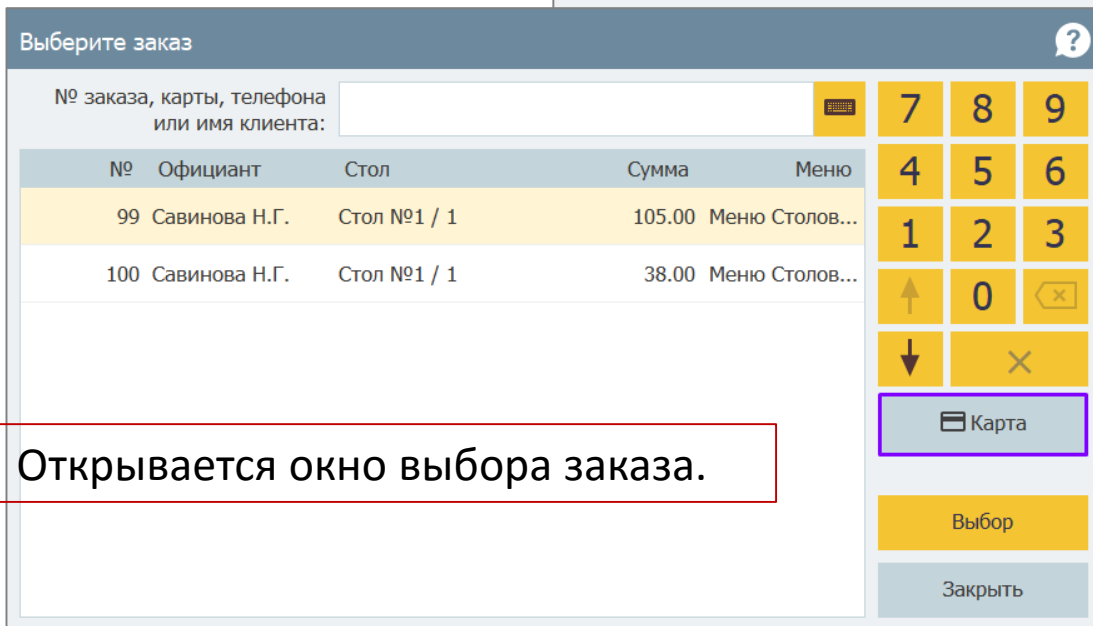 Выберите заказ
?
№ заказа, карты, телефона
или имя клиента:
7 8 9
№ Официант Стол Сумма Меню
4 5 6
99 Савинова Н.Г. Стол №1 / 1 105.00 Меню Столов...
1 2 3
100 Савинова Н.Г. Стол №1 / 1 38.00 Меню Столов...
0
Карта
Открывается окно выбора заказа.
Выбор
Закрыть